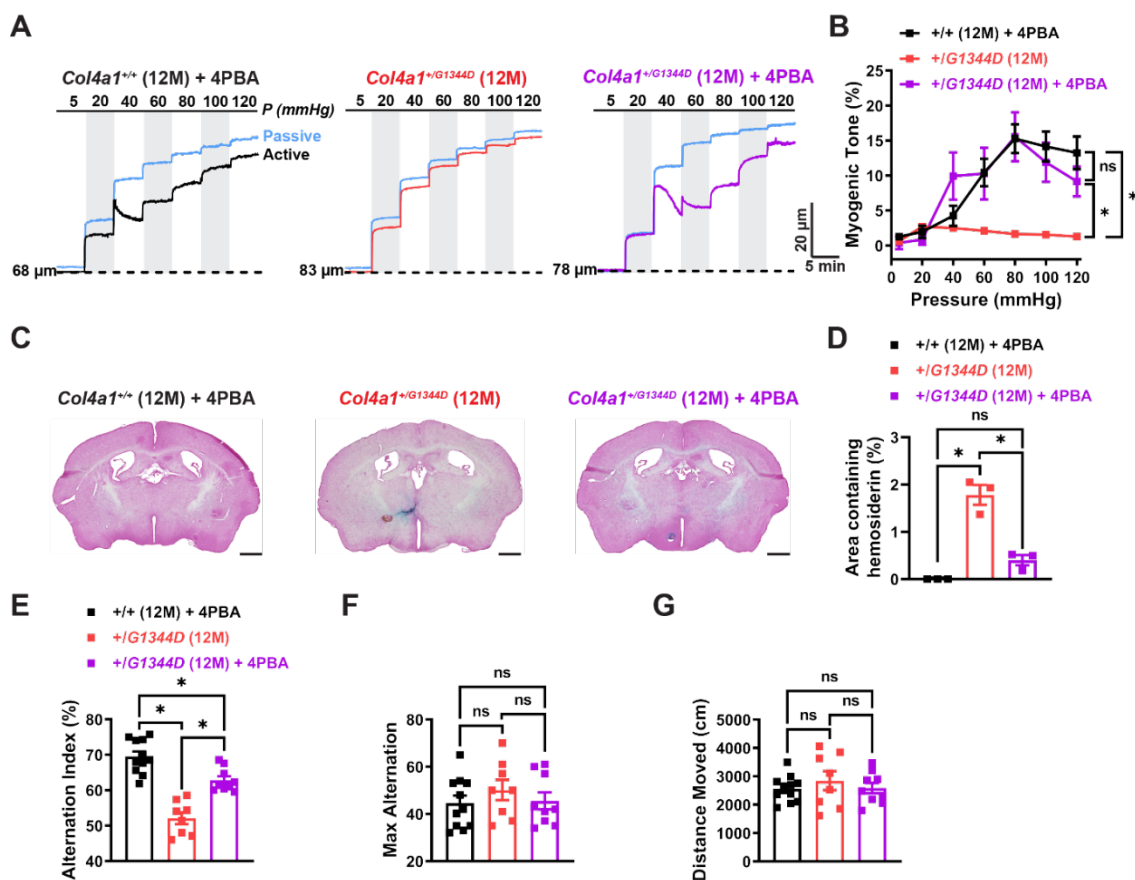 A
Col4a1+/+ (12M) + 4PBA
5 20 40 60 80 100 120
P (mmHg)
Passive
Active
68 µm
Col4a1+/G1344D (12M)
5 20 40 60 80 100 120
83 µm
Col4a1+/G1344D (12M) + 4PBA
5 20 40 60 80 100 120
78 µm
20 µm
5 min
B
+/+ (12M) + 4PBA
+/G1344D (12M)
+/G1344D (12M) + 4PBA
Myogenic Tone (%)
25
20
15
10
5
0
ns
*
*
0 20 40 60 80 100 120
Pressure (mmHg)
C
Col4a1+/+ (12M) + 4PBA
Col4a1+/G1344D (12M)
Col4a1+/G1344D (12M) + 4PBA
D
+/+ (12M) + 4PBA
+/G1344D (12M)
+/G1344D (12M) + 4PBA
Area containing
hemosiderin (%)
ns
* *
3
2
1
0
E
+/+ (12M) + 4PBA
+/G1344D (12M)
+/G1344D (12M) + 4PBA
Alternation Index (%)
*
* *
80
70
60
50
40
F
Max Alternation
ns
ns ns
80
60
40
20
G
Distance Moved (cm)
ns
ns ns
5000
4000
3000
2000
1000
0